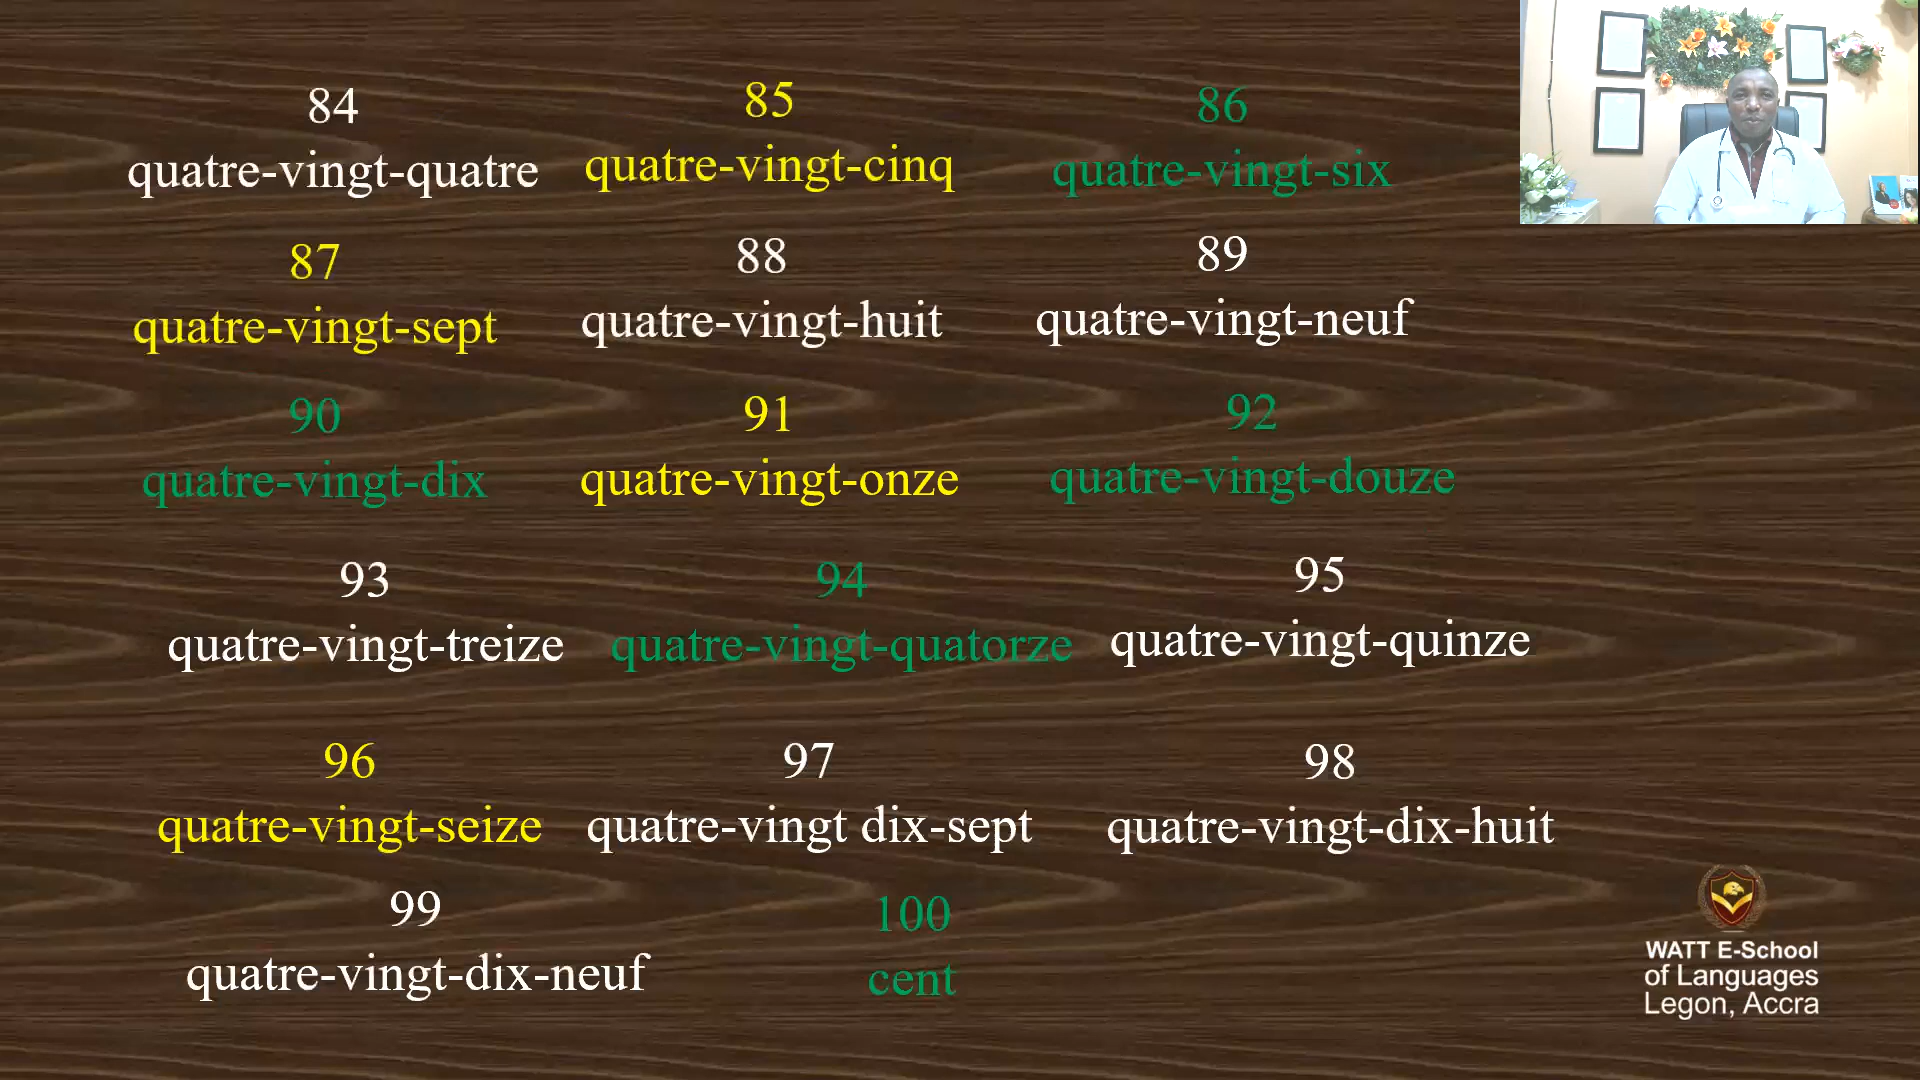 84
quatre-vingt-quatre
85
quatre-vingt-cinq
86
quatre-vingt-six
87
quatre-vingt-sept
88
quatre-vingt-huit
89
quatre-vingt-neuf
90
quatre-vingt-dix
91
quatre-vingt-onze
92
quatre-vingt-douze
93
quatre-vingt-treize
94
quatre-vingt-quatorze
95
quatre-vingt-quinze
96
quatre-vingt-seize
97
quatre-vingt dix-sept
98
quatre-vingt-dix-huit
99
quatre-vingt-dix-neuf
100
cent
WATT E-School
of Languages
Legon, Accra